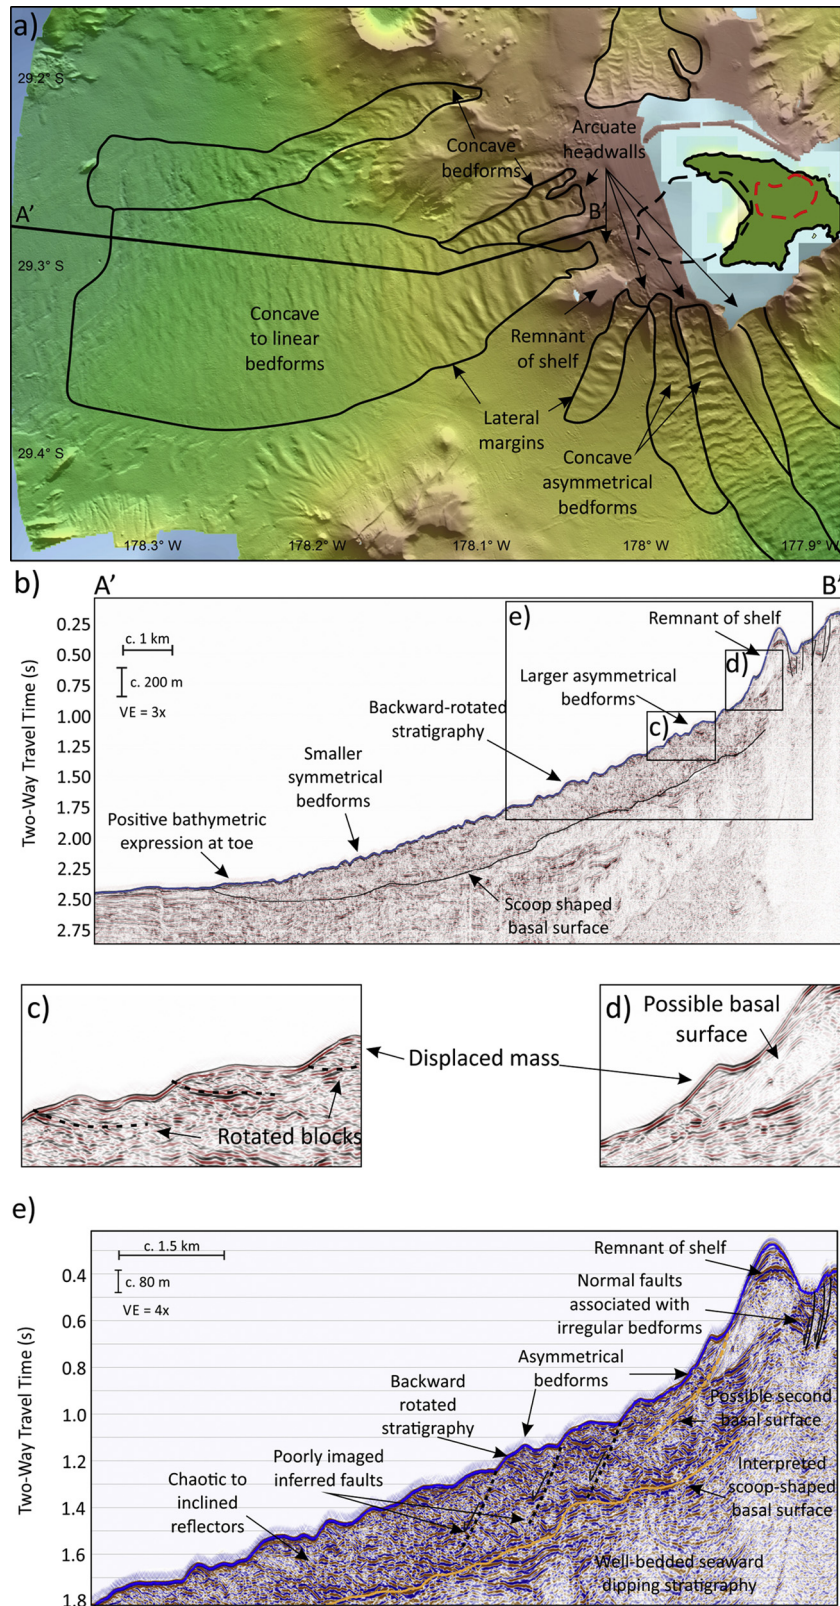 a)
29.2° S
Concave
bedforms
Arcuate
headwalls
A'
B'
29.3° S
Concave
to linear
bedforms
Remnant
of shelf
Lateral
margins
29.4° S
Concave
asymmetrical
bedforms
178.3° W
178.2° W
178.1° W
178° W
177.9° W
b)
A'
B'
Two-Way Travel Time (s)
0.25
0.50
0.75
1.00
1.25
1.50
1.75
2.00
2.25
2.50
2.75
c. 1 km
c. 200 m
VE = 3x
e)
Remnant of shelf
d)
Larger asymmetrical
bedforms
c)
Backward-rotated
stratigraphy
Smaller
symmetrical
bedforms
Positive bathymetric
expression at toe
Scoop shaped
basal surface
c)
Displaced mass
Rotated blocks
d)
Possible basal
surface
e)
Two-Way Travel Time (s)
0.4
0.6
0.8
1.0
1.2
1.4
1.6
1.8
c. 1.5 km
c. 80 m
VE = 4x
Remnant of shelf
Normal faults
associated with
irregular bedforms
Asymmetrical
bedforms
Backward
rotated
stratigraphy
Possible second
basal surface
Poorly imaged
inferred faults
Interpreted
scoop-shaped
basal surface
Chaotic to
inclined
reflectors
Well-bedded seaward
dipping stratigraphy